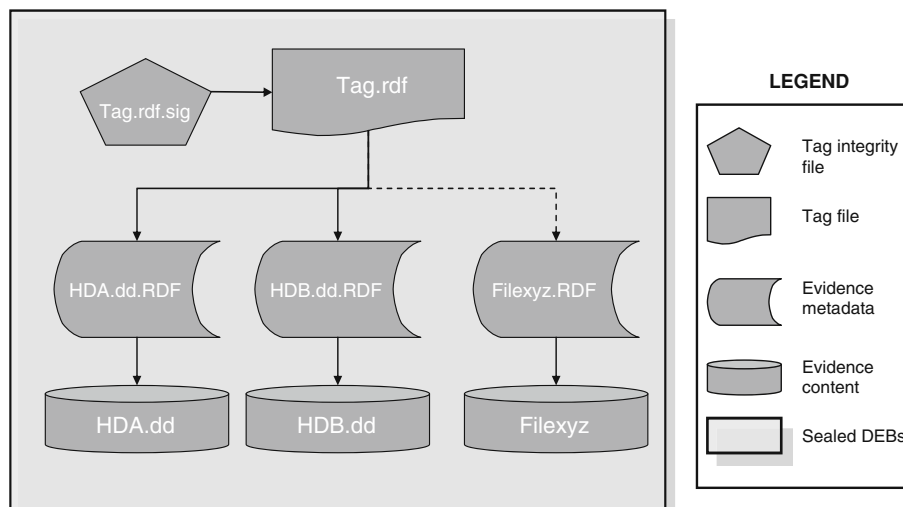 Tag.rdf.sig
Tag.rdf
HDA.dd.RDF
HDB.dd.RDF
Filexyz.RDF
HDA.dd
HDB.dd
Filexyz
LEGEND
Tag integrity
file
Tag file
Evidence
metadata
Evidence
content
Sealed DEBs